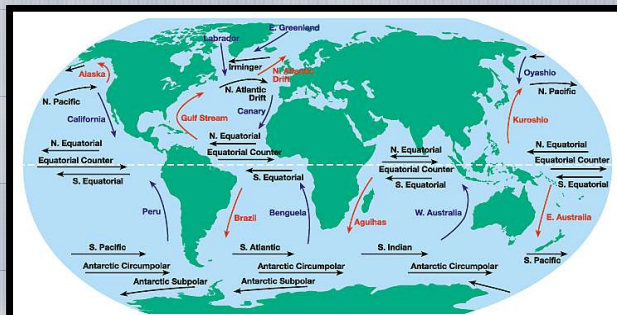 E. Greenland
Labrador
Irminger
N. Atlantic
Drift
Alaska
Oyashio
N. Pacific
N. Atlantic
Drift
N. Pacific
California
Gulf Stream
Canary
Kuroshio
N. Equatorial
N. Equatorial
N. Equatorial
N. Equatorial
Equatorial Counter
Equatorial Counter
Equatorial Counter
Equatorial Counter
S. Equatorial
S. Equatorial
S. Equatorial
S. Equatorial
Peru
Brazil
Benguela
Agulhas
W. Australia
E. Australia
S. Pacific
S. Atlantic
S. Indian
S. Pacific
Antarctic Circumpolar
Antarctic Circumpolar
Antarctic Circumpolar
Antarctic Subpolar
Antarctic Subpolar